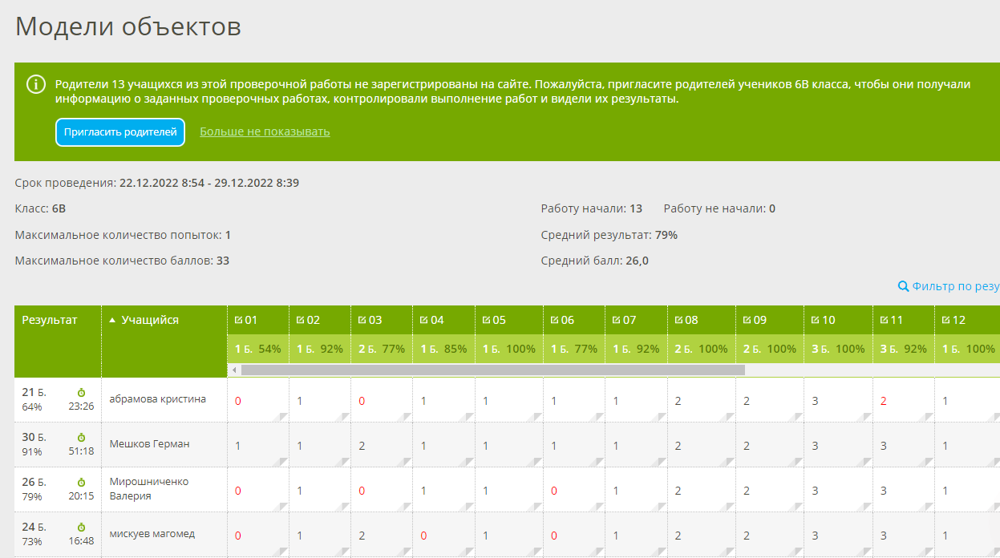 Модели объектов
Родители 13 учащихся из этой проверочной работы не зарегистрированы на сайте. Пожалуйста, пригласите родителей учеников 6В класса, чтобы они получали
информацию о заданных проверочных работах, контролировали выполнение работ и видели их результаты.
Пригласить родителей Больше не показывать
Срок проведения: 22.12.2022 8:54 - 29.12.2022 8:39
Класс: 6В Работу начали: 13 Работу не начали: 0
Максимальное количество попыток: 1 Средний результат: 79%
Максимальное количество баллов: 33 Средний балл: 26,0
Фильтр по резу
Результат Учащийся 01 02 03 04 05 06 07 08 09 10 11 12
1 Б. 54% 1 Б. 92% 2 Б. 77% 1 Б. 85% 1 Б. 100% 1 Б. 77% 1 Б. 92% 2 Б. 100% 2 Б. 100% 3 Б. 100% 3 Б. 92% 1 Б. 100%
21 Б. 64% 23:26 абрамова кристина 0 1 0 1 1 1 1 2 2 3 2 1
30 Б. 91% 51:18 Мешков Герман 1 1 2 1 1 1 1 2 2 3 3 1
26 Б. 79% 20:15 Мирошниченко Валерия 0 1 0 1 1 0 1 2 2 3 3 1
24 Б. 73% 16:48 мискуев магомед 0 1 2 0 1 0 1 2 2 3 3 1